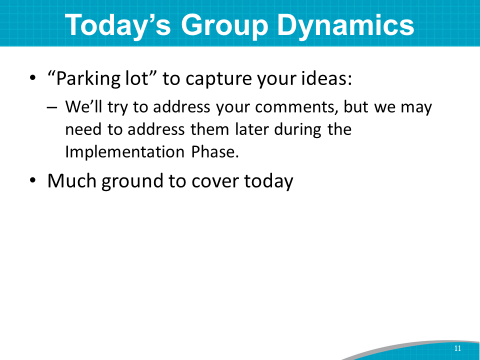 Today’s Group Dynamics
• “Parking lot” to capture your ideas:
– We’ll try to address your comments, but we may
need to address them later during the
Implementation Phase.
• Much ground to cover today
11